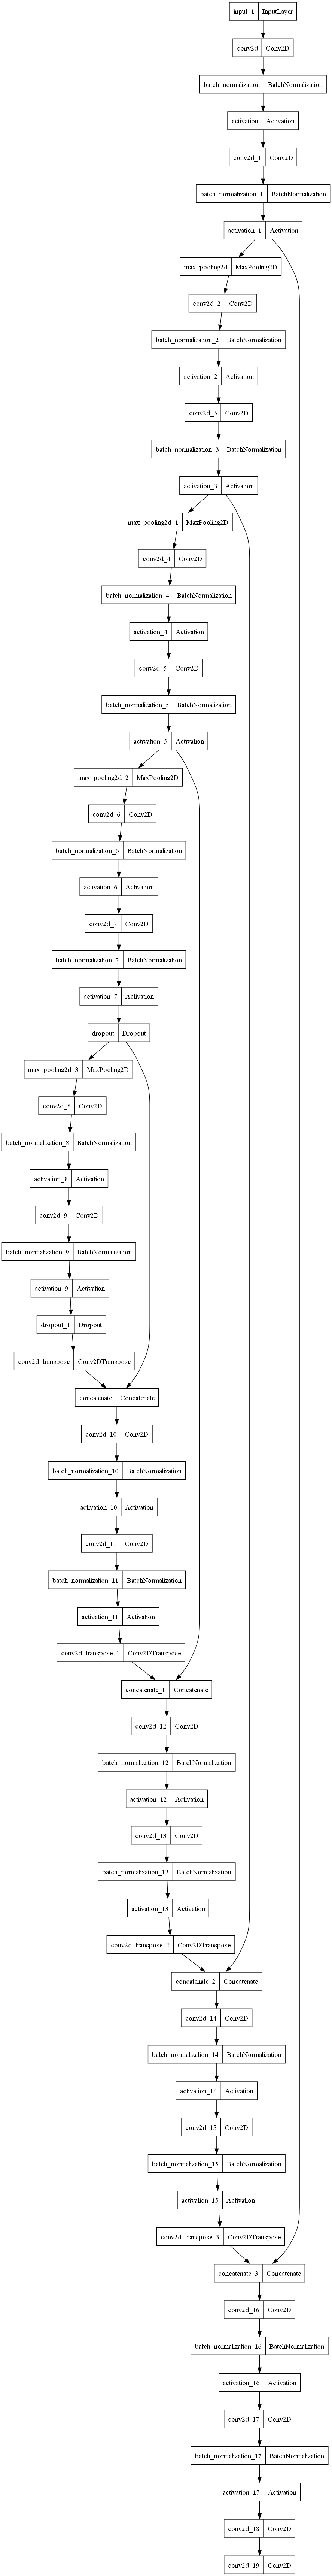 input_1 InputLayer
conv2d Conv2D
batch_normalization BatchNormalization
activation Activation
conv2d_1 Conv2D
batch_normalization_1 BatchNormalization
activation_1 Activation
max_pooling2d MaxPooling2D
conv2d_2 Conv2D
batch_normalization_2 BatchNormalization
activation_2 Activation
conv2d_3 Conv2D
batch_normalization_3 BatchNormalization
activation_3 Activation
max_pooling2d_1 MaxPooling2D
conv2d_4 Conv2D
batch_normalization_4 BatchNormalization
activation_4 Activation
conv2d_5 Conv2D
batch_normalization_5 BatchNormalization
activation_5 Activation
max_pooling2d_2 MaxPooling2D
conv2d_6 Conv2D
batch_normalization_6 BatchNormalization
activation_6 Activation
conv2d_7 Conv2D
batch_normalization_7 BatchNormalization
activation_7 Activation
dropout Dropout
max_pooling2d_3 MaxPooling2D
conv2d_8 Conv2D
batch_normalization_8 BatchNormalization
activation_8 Activation
conv2d_9 Conv2D
batch_normalization_9 BatchNormalization
activation_9 Activation
dropout_1 Dropout
conv2d_transpose Conv2DTranspose
concatenate Concatenate
conv2d_10 Conv2D
batch_normalization_10 BatchNormalization
activation_10 Activation
conv2d_11 Conv2D
batch_normalization_11 BatchNormalization
activation_11 Activation
conv2d_transpose_1 Conv2DTranspose
concatenate_1 Concatenate
conv2d_12 Conv2D
batch_normalization_12 BatchNormalization
activation_12 Activation
conv2d_13 Conv2D
batch_normalization_13 BatchNormalization
activation_13 Activation
conv2d_transpose_2 Conv2DTranspose
concatenate_2 Concatenate
conv2d_14 Conv2D
batch_normalization_14 BatchNormalization
activation_14 Activation
conv2d_15 Conv2D
batch_normalization_15 BatchNormalization
activation_15 Activation
conv2d_transpose_3 Conv2DTranspose
concatenate_3 Concatenate
conv2d_16 Conv2D
batch_normalization_16 BatchNormalization
activation_16 Activation
conv2d_17 Conv2D
batch_normalization_17 BatchNormalization
activation_17 Activation
conv2d_18 Conv2D
conv2d_19 Conv2D